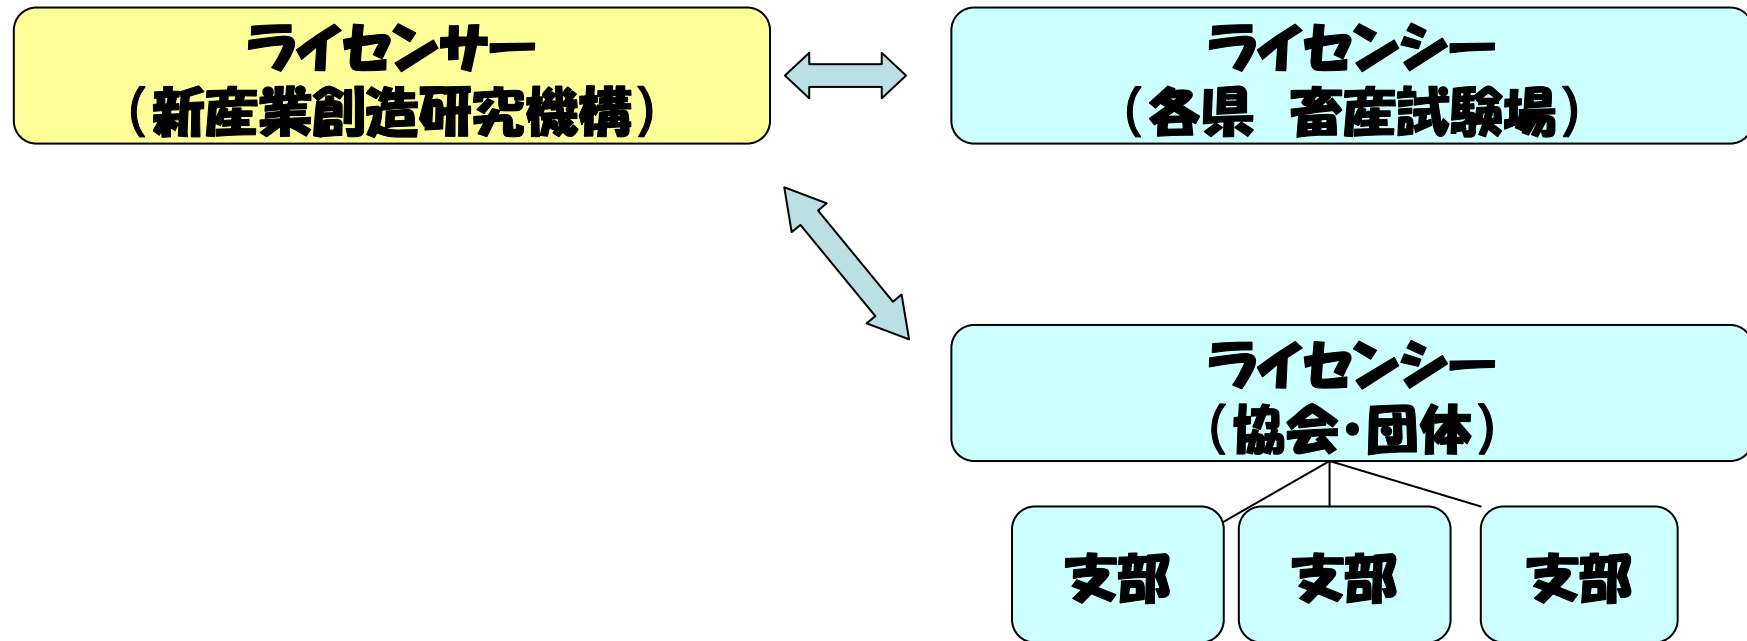 ライセンサー
（新産業創造研究機構）
ライセンシー
（各県　畜産試験場）
ライセンシー
（協会・団体）
支部
支部
支部